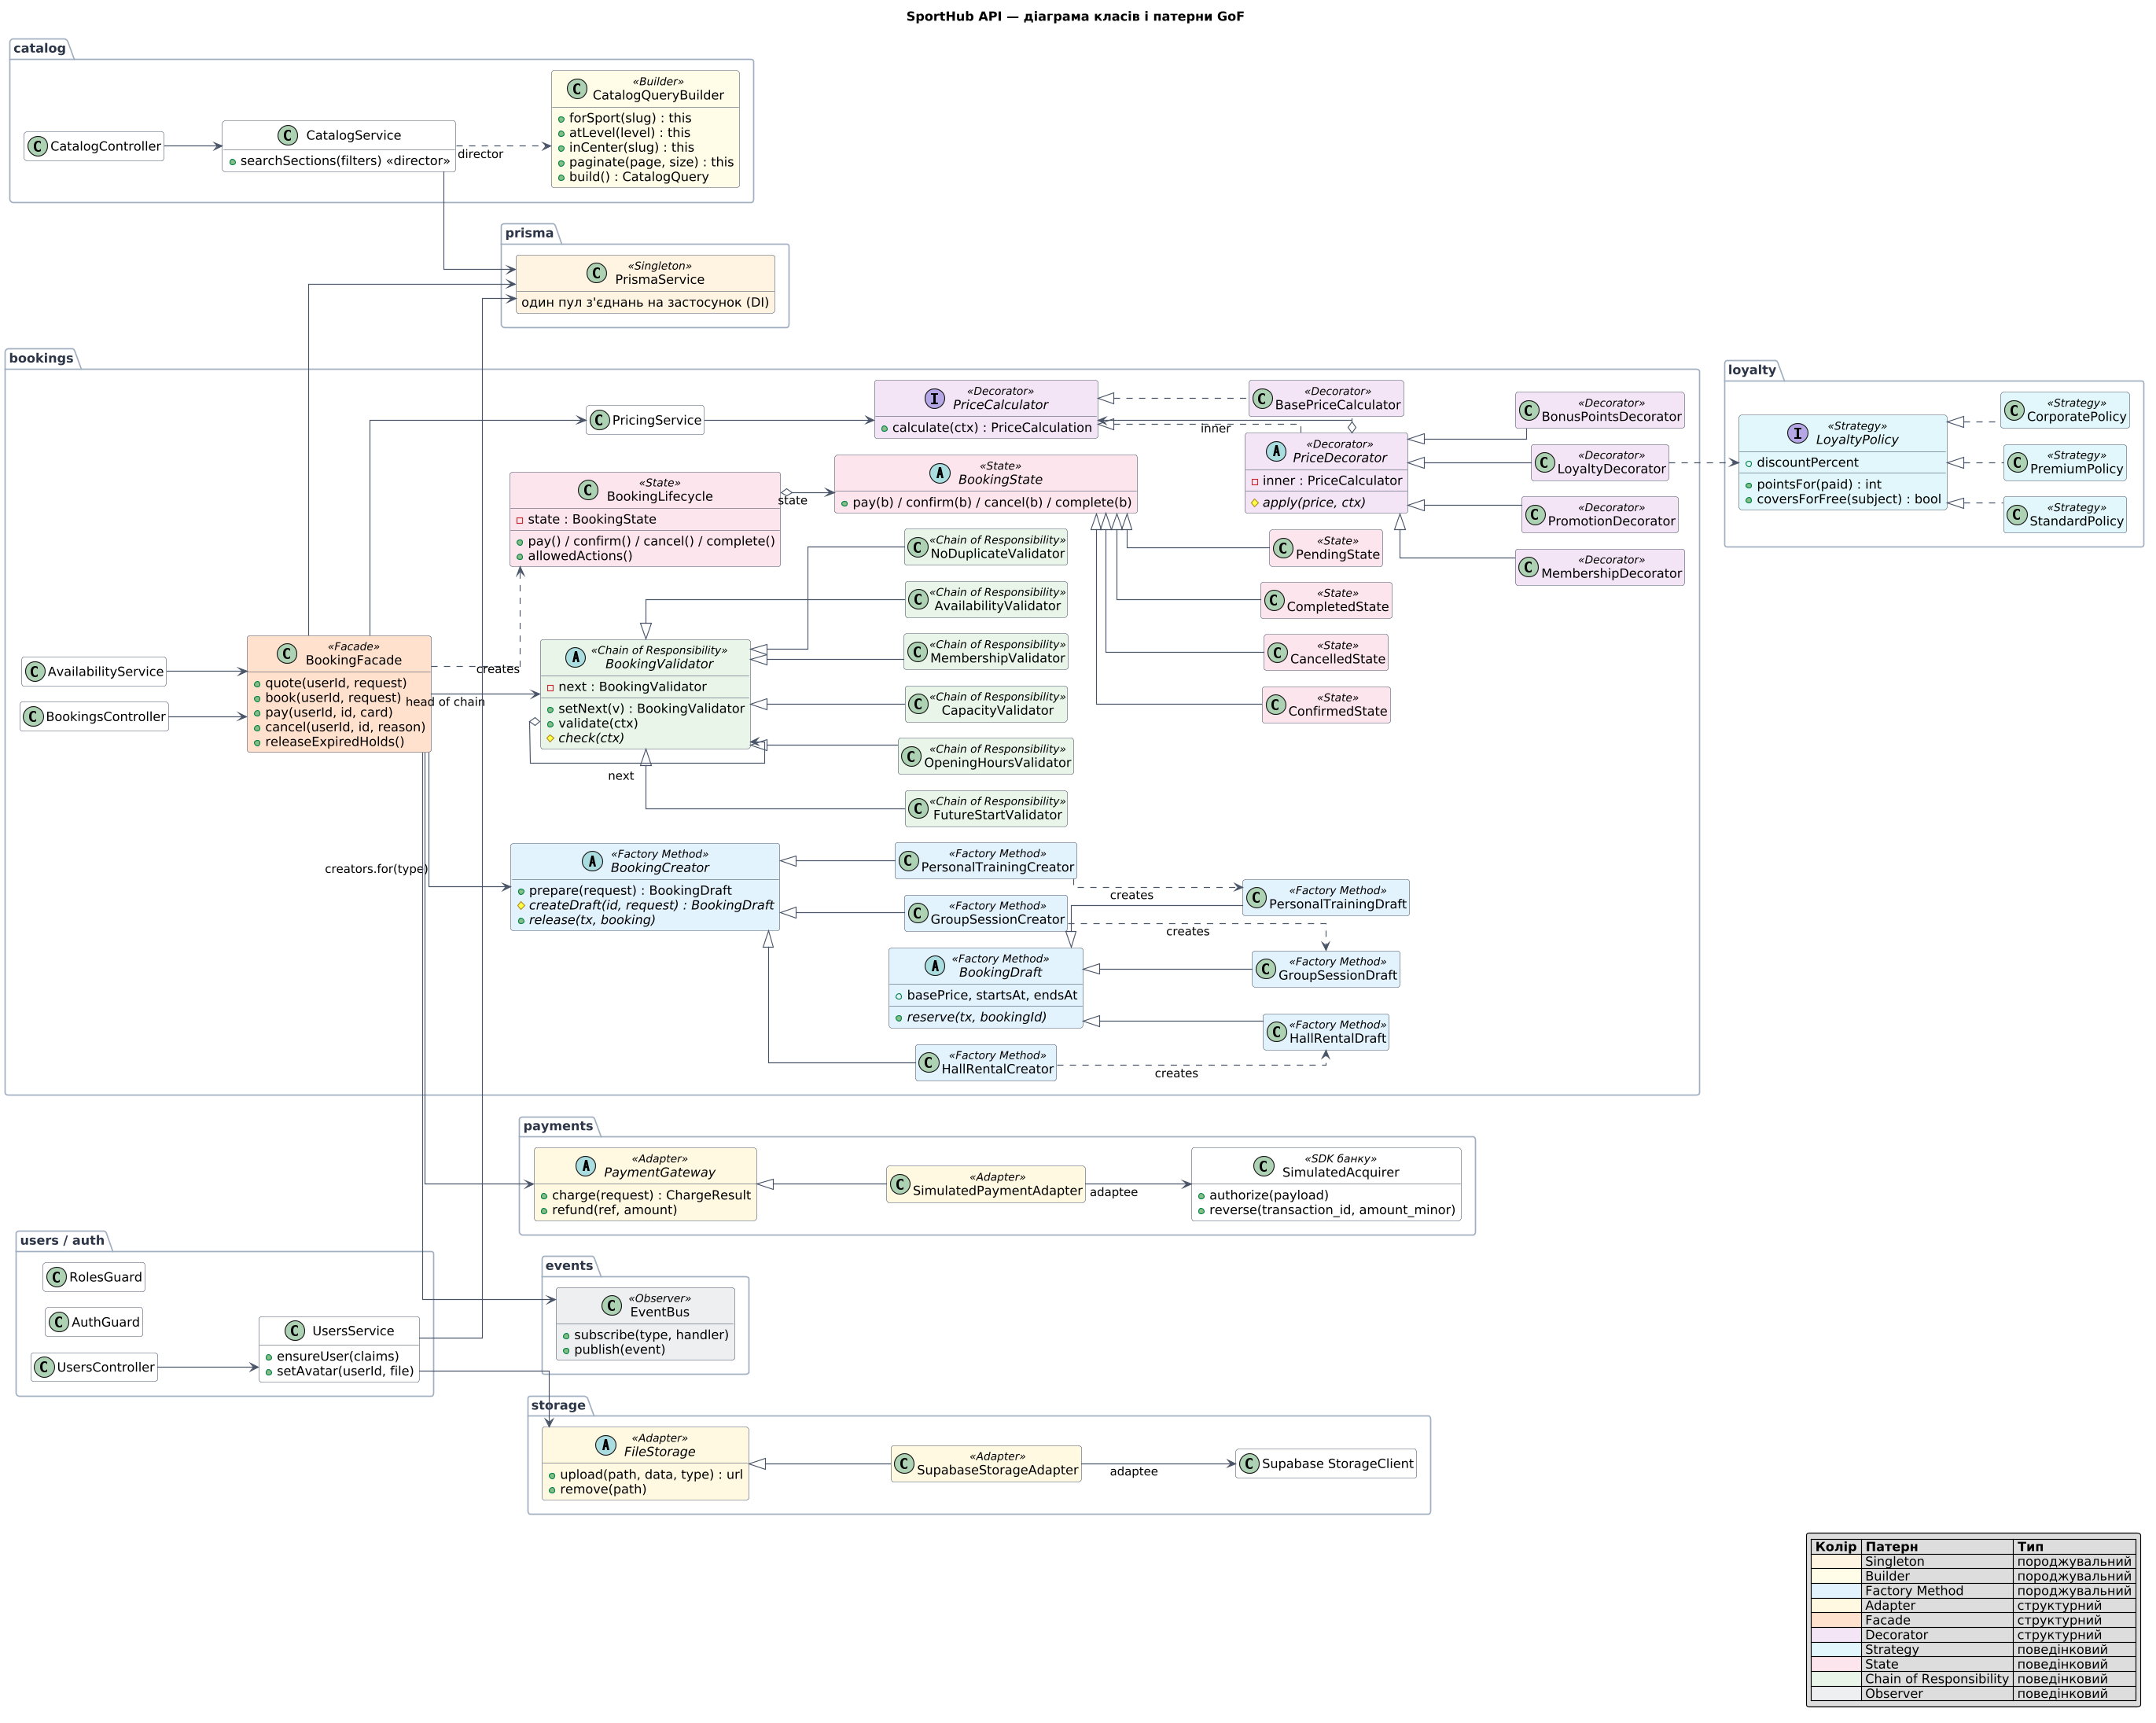 SportHub API — діаграма класів і патерни GoF
catalog
C CatalogController
C CatalogService
searchSections(filters) «director»
director
«Builder»
C CatalogQueryBuilder
forSport(slug) : this
atLevel(level) : this
inCenter(slug) : this
paginate(page, size) : this
build() : CatalogQuery
prisma
«Singleton»
C PrismaService
один пул з'єднань на застосунок (DI)
bookings
C AvailabilityService
C BookingsController
«Facade»
C BookingFacade
quote(userId, request)
book(userId, request)
pay(userId, id, card)
cancel(userId, id, reason)
releaseExpiredHolds()
creates
head of chain
creators.for(type)
C PricingService
«State»
C BookingLifecycle
state : BookingState
pay() / confirm() / cancel() / complete()
allowedActions()
state
«Decorator»
I PriceCalculator
calculate(ctx) : PriceCalculation
«State»
A BookingState
pay(b) / confirm(b) / cancel(b) / complete(b)
inner
«Decorator»
C BasePriceCalculator
«Decorator»
A PriceDecorator
inner : PriceCalculator
apply(price, ctx)
«Decorator»
C BonusPointsDecorator
«Decorator»
C LoyaltyDecorator
«Decorator»
C PromotionDecorator
«Decorator»
C MembershipDecorator
«State»
C PendingState
«State»
C CompletedState
«State»
C CancelledState
«State»
C ConfirmedState
«Chain of Responsibility»
A BookingValidator
next : BookingValidator
setNext(v) : BookingValidator
validate(ctx)
check(ctx)
next
«Chain of Responsibility»
C NoDuplicateValidator
«Chain of Responsibility»
C AvailabilityValidator
«Chain of Responsibility»
C MembershipValidator
«Chain of Responsibility»
C CapacityValidator
«Chain of Responsibility»
C OpeningHoursValidator
«Chain of Responsibility»
C FutureStartValidator
«Factory Method»
A BookingCreator
prepare(request) : BookingDraft
createDraft(id, request) : BookingDraft
release(tx, booking)
«Factory Method»
C PersonalTrainingCreator
«Factory Method»
C GroupSessionCreator
«Factory Method»
A BookingDraft
basePrice, startsAt, endsAt
reserve(tx, bookingId)
«Factory Method»
C HallRentalCreator
creates
creates
creates
«Factory Method»
C PersonalTrainingDraft
«Factory Method»
C GroupSessionDraft
«Factory Method»
C HallRentalDraft
loyalty
«Strategy»
I LoyaltyPolicy
discountPercent
pointsFor(paid) : int
coversForFree(subject) : bool
«Strategy»
C CorporatePolicy
«Strategy»
C PremiumPolicy
«Strategy»
C StandardPolicy
payments
«Adapter»
A PaymentGateway
charge(request) : ChargeResult
refund(ref, amount)
«Adapter»
C SimulatedPaymentAdapter
adaptee
«SDK банку»
C SimulatedAcquirer
authorize(payload)
reverse(transaction_id, amount_minor)
users / auth
C RolesGuard
C AuthGuard
C UsersController
C UsersService
ensureUser(claims)
setAvatar(userId, file)
events
«Observer»
C EventBus
subscribe(type, handler)
publish(event)
storage
«Adapter»
A FileStorage
upload(path, data, type) : url
remove(path)
«Adapter»
C SupabaseStorageAdapter
adaptee
C Supabase StorageClient
Колір Патерн Тип
Singleton породжувальний
Builder породжувальний
Factory Method породжувальний
Adapter структурний
Facade структурний
Decorator структурний
Strategy поведінковий
State поведінковий
Chain of Responsibility поведінковий
Observer поведінковий